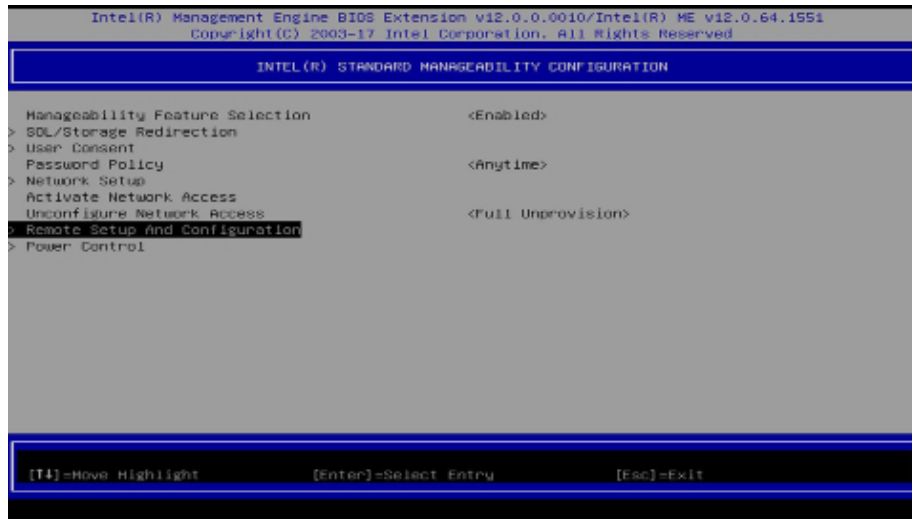 Intel(R) Management Engine BIOS Extension v12.0.0.0010/Intel(R) ME v12.0.64.1551
Copyright(C) 2003-17 Intel Corporation. All Rights Reserved
INTEL(R) STANDARD MANAGEABILITY CONFIGURATION
Manageability Feature Selection <Enabled>
> SOL/Storage Redirection
> User Consent
Password Policy <Anytime>
> Network Setup
Activate Network Access
Unconfigure Network Access <Full Unprovision>
> Remote Setup And Configuration
> Power Control
[↑↓]=Move Highlight [Enter]=Select Entry [Esc]=Exit